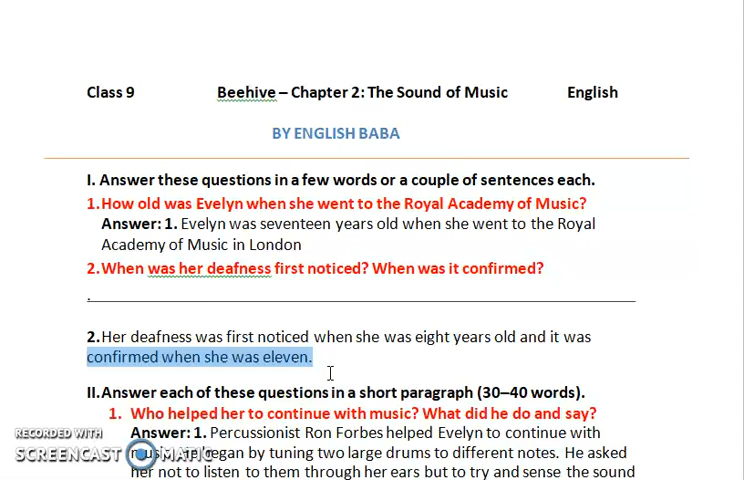 Class 9 Beehive – Chapter 2: The Sound of Music English
BY ENGLISH BABA
I. Answer these questions in a few words or a couple of sentences each.
1. How old was Evelyn when she went to the Royal Academy of Music?
Answer: 1. Evelyn was seventeen years old when she went to the Royal
Academy of Music in London
2. When was her deafness first noticed? When was it confirmed?
.
2. Her deafness was first noticed when she was eight years old and it was
confirmed when she was eleven.
II. Answer each of these questions in a short paragraph (30–40 words).
1. Who helped her to continue with music? What did he do and say?
Answer: 1. Percussionist Ron Forbes helped Evelyn to continue with
began by tuning two large drums to different notes. He asked
her not to listen to them through her ears but to try and sense the sound
RECORDED WITH
SCREENCAST MATIC